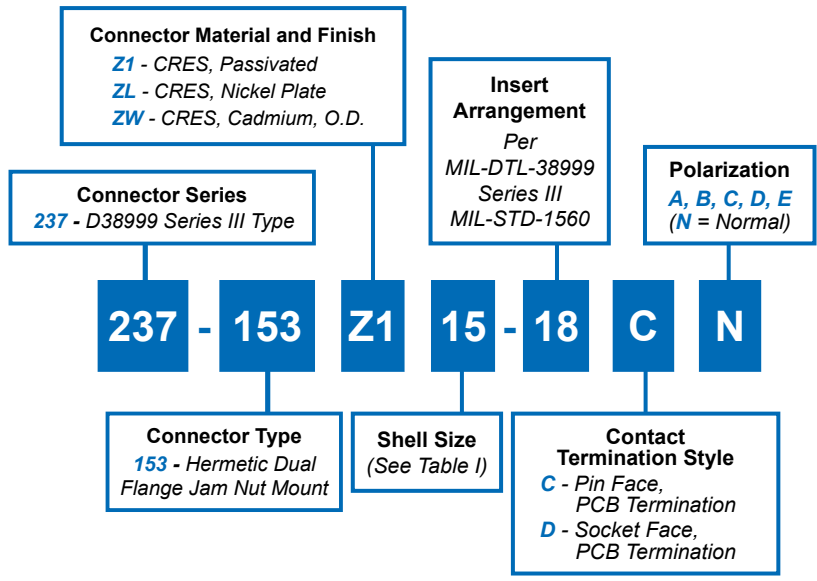 Connector Material and Finish
Z1 - CRES, Passivated
ZL - CRES, Nickel Plate
ZW - CRES, Cadmium, O.D.
Insert
Arrangement
Per
MIL-DTL-38999
Series III
MIL-STD-1560
Polarization
A, B, C, D, E
(N = Normal)
Connector Series
237 - D38999 Series III Type
237 - 153 Z1 15 - 18 C N
Connector Type
153 - Hermetic Dual
Flange Jam Nut Mount
Shell Size
(See Table I)
Contact
Termination Style
C - Pin Face,
PCB Termination
D - Socket Face,
PCB Termination